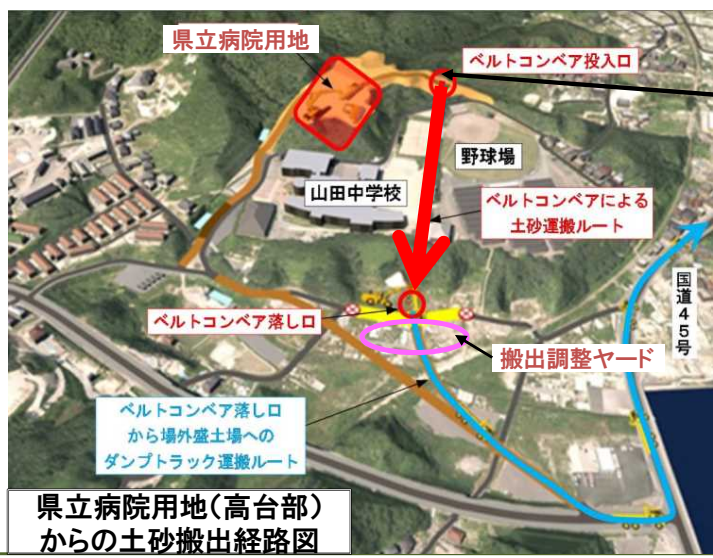 県立病院用地
ベルトコンベア投入口
野球場
山田中学校
ベルトコンベアによる
土砂運搬ルート
国道45号
ベルトコンベア落し口
搬出調整ヤード
ベルトコンベア落し口
から場外盛土場への
ダンプトラック運搬ルート
県立病院用地(高台部)
からの土砂搬出経路図